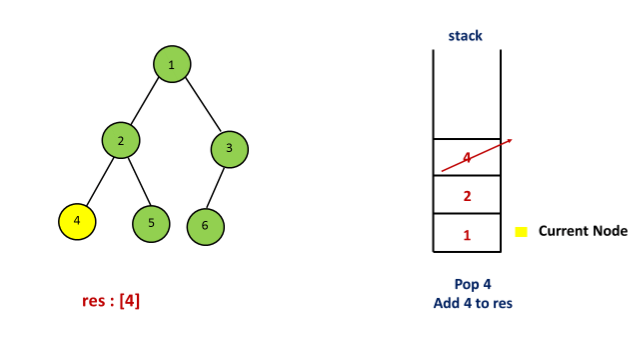 stack
1
2
3
4
5
6
4
2
1
Current Node
res : [4]
Pop 4
Add 4 to res